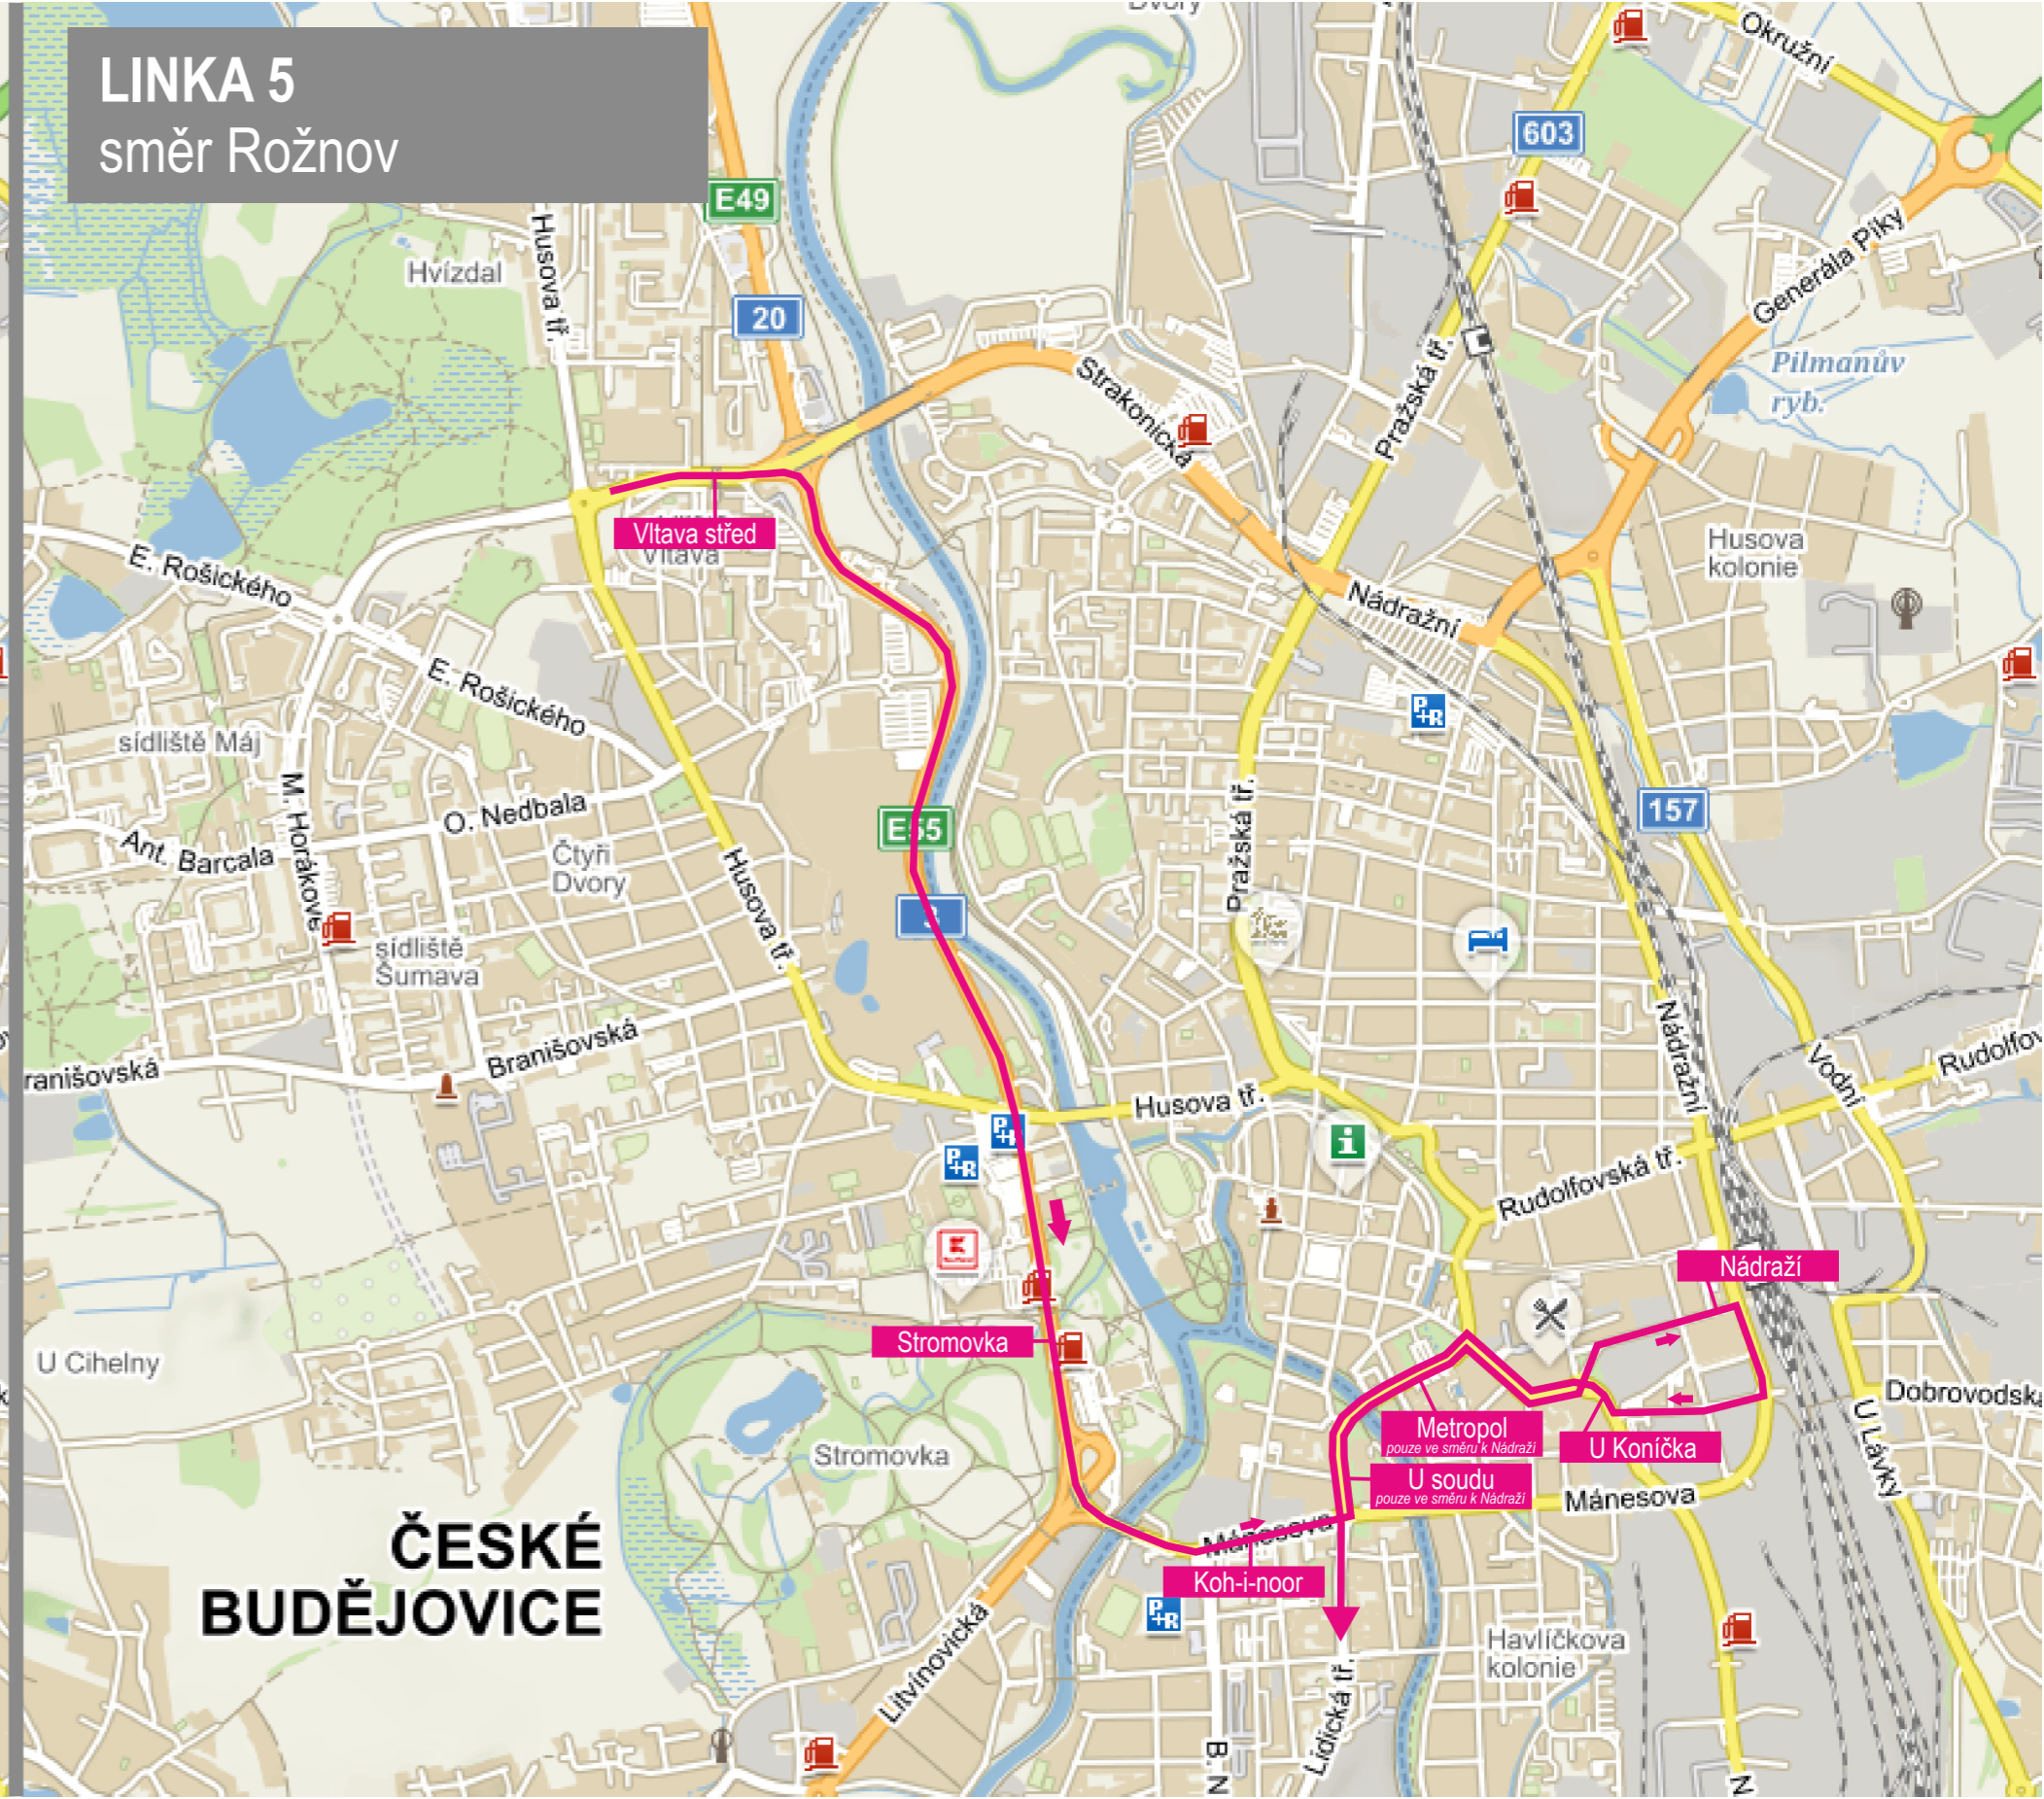 LINKA 5
směr Rožnov
Okružní
603
E49
Husova tř.
Hvízdal
Generála Píky
20
Pilmanův
ryb.
Strakonická
Pražská tř.
Vltava střed
Vltava
Husova
kolonie
E. Rošického
Nádražní
E. Rošického
P+R
sídliště Máj
M. Horákové
O. Nedbala
Ant. Barcala
Čtyři
Dvory
Husova tř.
E55
Pražská tř.
157
sídliště
Šumava
Nádražní
Branišovská
ranišovská
Vodní
Rudolfov
Husova tř.
P+R
P+R
i
Rudolfovská tř.
Nádraží
Stromovka
U Cihelny
Dobrovodská
U Lávky
Stromovka
Metropol
pouze ve směru k Nádraží
U Koníčka
U soudu
pouze ve směru k Nádraží
Mánesova
Mánesova
Koh-i-noor
ČESKÉ
BUDĚJOVICE
P+R
Litvínovická
Havlíčkova
kolonie
Lidická tř.
B. N
N